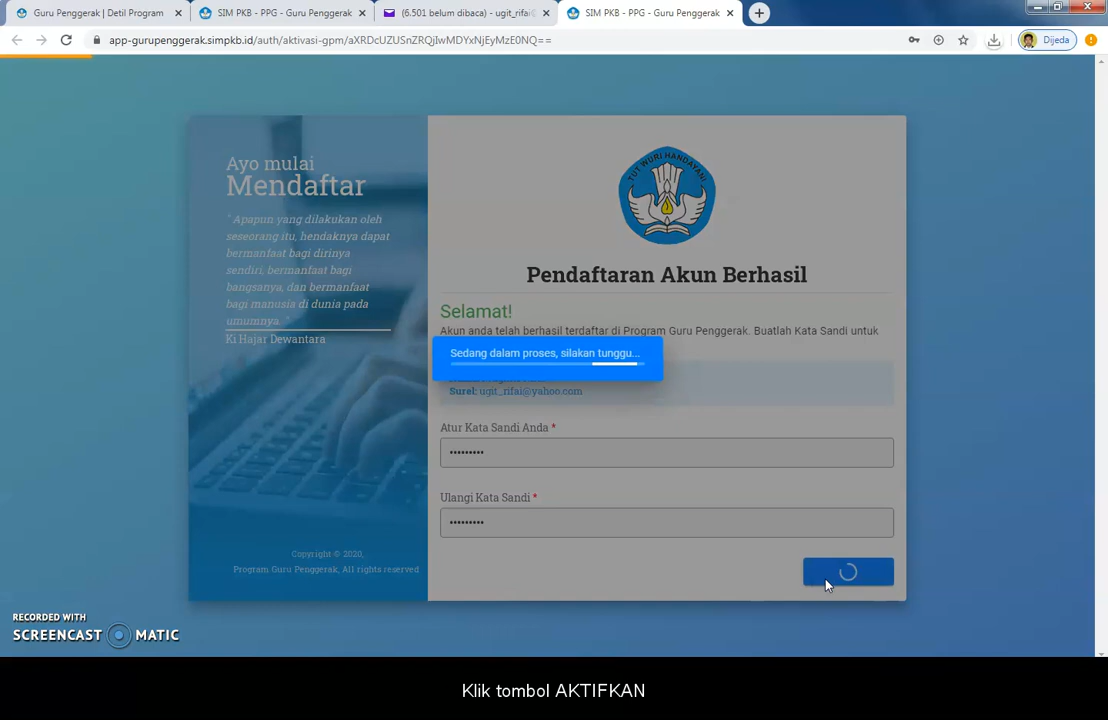 Guru Penggerak | Detil Program
SIM PKB - PPG - Guru Penggerak
(6.501 belum dibaca) - ugit_rifai@
SIM PKB - PPG - Guru Penggerak
app-gurupenggerak.simpkb.id/auth/aktivasi-gpm/aXRDcUZUSnZRQjIwMDYxNjEyMzE0NQ==
Dijeda
Ayo mulai
Mendaftar
" Apapun yang dilakukan oleh
seseorang itu, hendaknya dapat
bermanfaat bagi dirinya
sendiri, bermanfaat bagi
bangsanya, dan bermanfaat
bagi manusia di dunia pada
umumnya. "
Ki Hajar Dewantara
Copyright © 2020,
Program Guru Penggerak, All rights reserved
TUT WURI HANDAYANI
Pendaftaran Akun Berhasil
Selamat!
Akun anda telah berhasil terdaftar di Program Guru Penggerak. Buatlah Kata Sandi untuk
Sedang dalam proses, silakan tunggu...
Surel: ugit_rifai@yahoo.com
Atur Kata Sandi Anda *
•••••••••
Ulangi Kata Sandi *
•••••••••
RECORDED WITH
SCREENCAST MATIC
Klik tombol AKTIFKAN